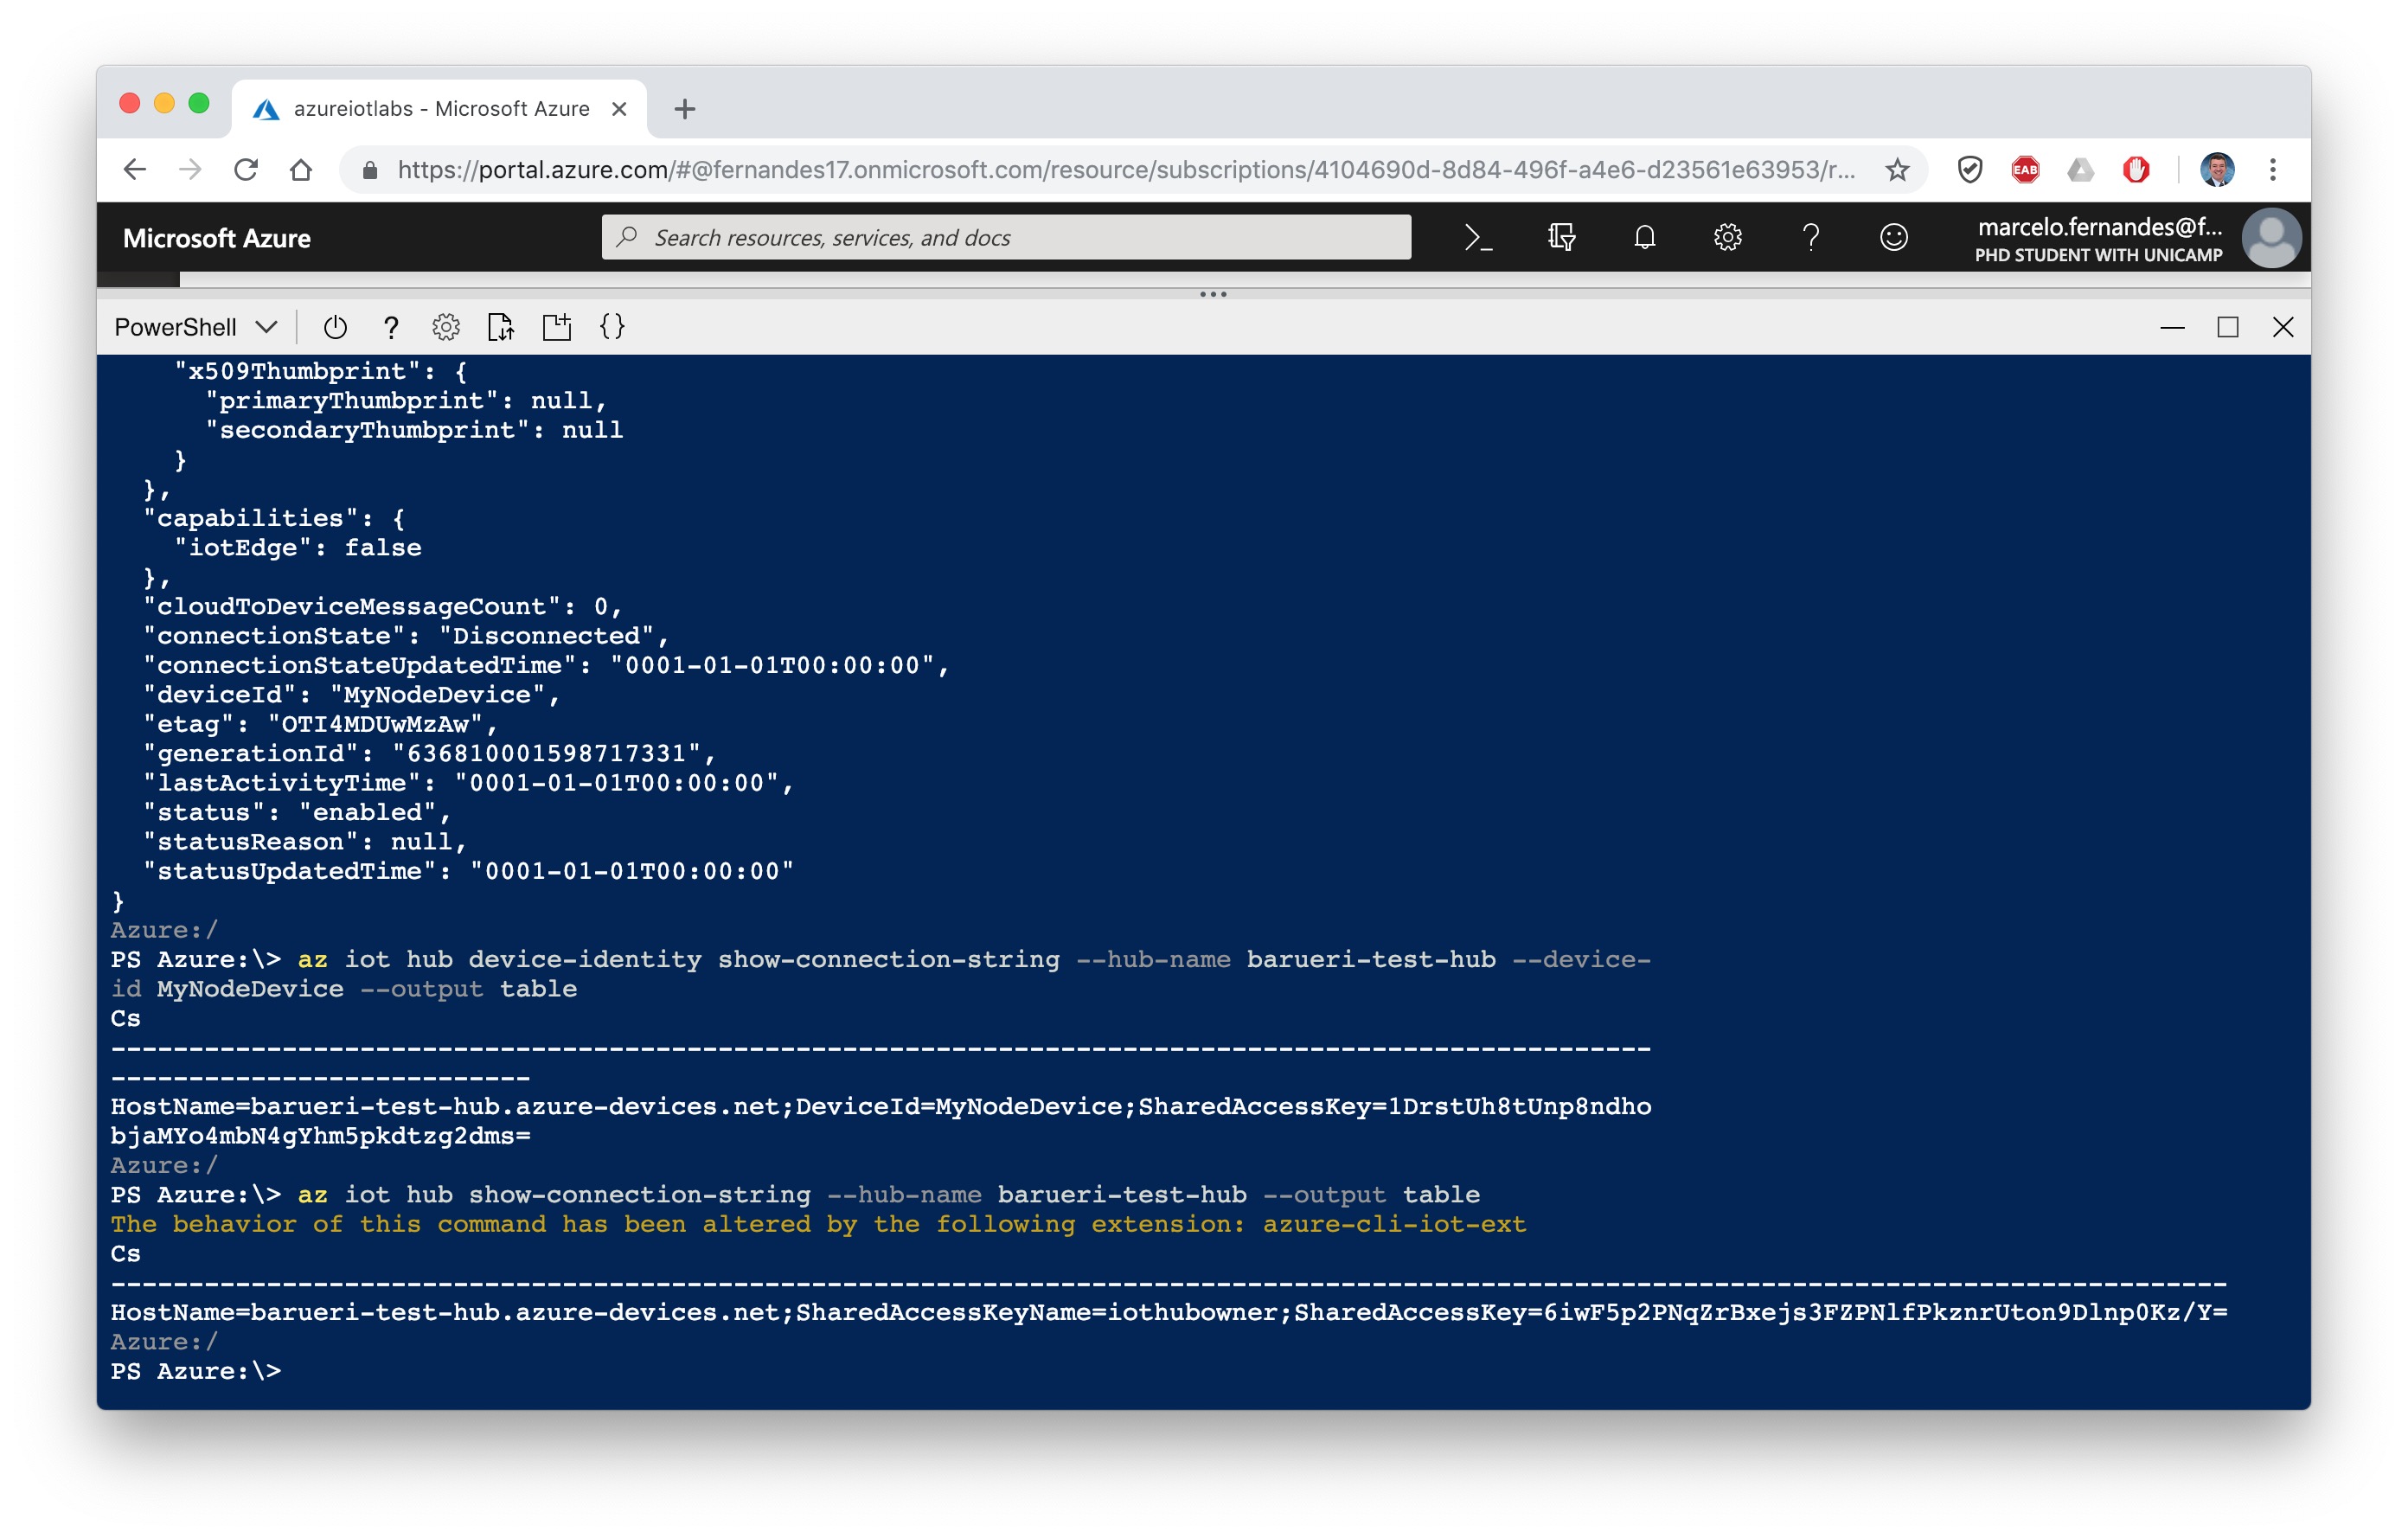 azureiotlabs - Microsoft Azure
https://portal.azure.com/#@fernandes17.onmicrosoft.com/resource/subscriptions/4104690d-8d84-496f-a4e6-d23561e63953/r...
EAB
Microsoft Azure
Search resources, services, and docs
marcelo.fernandes@f...
PHD STUDENT WITH UNICAMP
PowerShell
"x509Thumbprint": {
"primaryThumbprint": null,
"secondaryThumbprint": null
}
},
"capabilities": {
"iotEdge": false
},
"cloudToDeviceMessageCount": 0,
"connectionState": "Disconnected",
"connectionStateUpdatedTime": "0001-01-01T00:00:00",
"deviceId": "MyNodeDevice",
"etag": "OTI4MDUwMzAw",
"generationId": "636810001598717331",
"lastActivityTime": "0001-01-01T00:00:00",
"status": "enabled",
"statusReason": null,
"statusUpdatedTime": "0001-01-01T00:00:00"
}
Azure:/
PS Azure:\> az iot hub device-identity show-connection-string --hub-name barueri-test-hub --device-
id MyNodeDevice --output table
Cs
---------------------------------------------------------------------------------------------------
---------------------------
HostName=barueri-test-hub.azure-devices.net;DeviceId=MyNodeDevice;SharedAccessKey=1DrstUh8tUnp8ndho
bjaMYo4mbN4gYhm5pkdtzg2dms=
Azure:/
PS Azure:\> az iot hub show-connection-string --hub-name barueri-test-hub --output table
The behavior of this command has been altered by the following extension: azure-cli-iot-ext
Cs
----------------------------------------------------------------------------------------------------------------------------------------
HostName=barueri-test-hub.azure-devices.net;SharedAccessKeyName=iothubowner;SharedAccessKey=6iwF5p2PNqZrBxejs3FZPNlfPkznrUton9Dlnp0Kz/Y=
Azure:/
PS Azure:\>